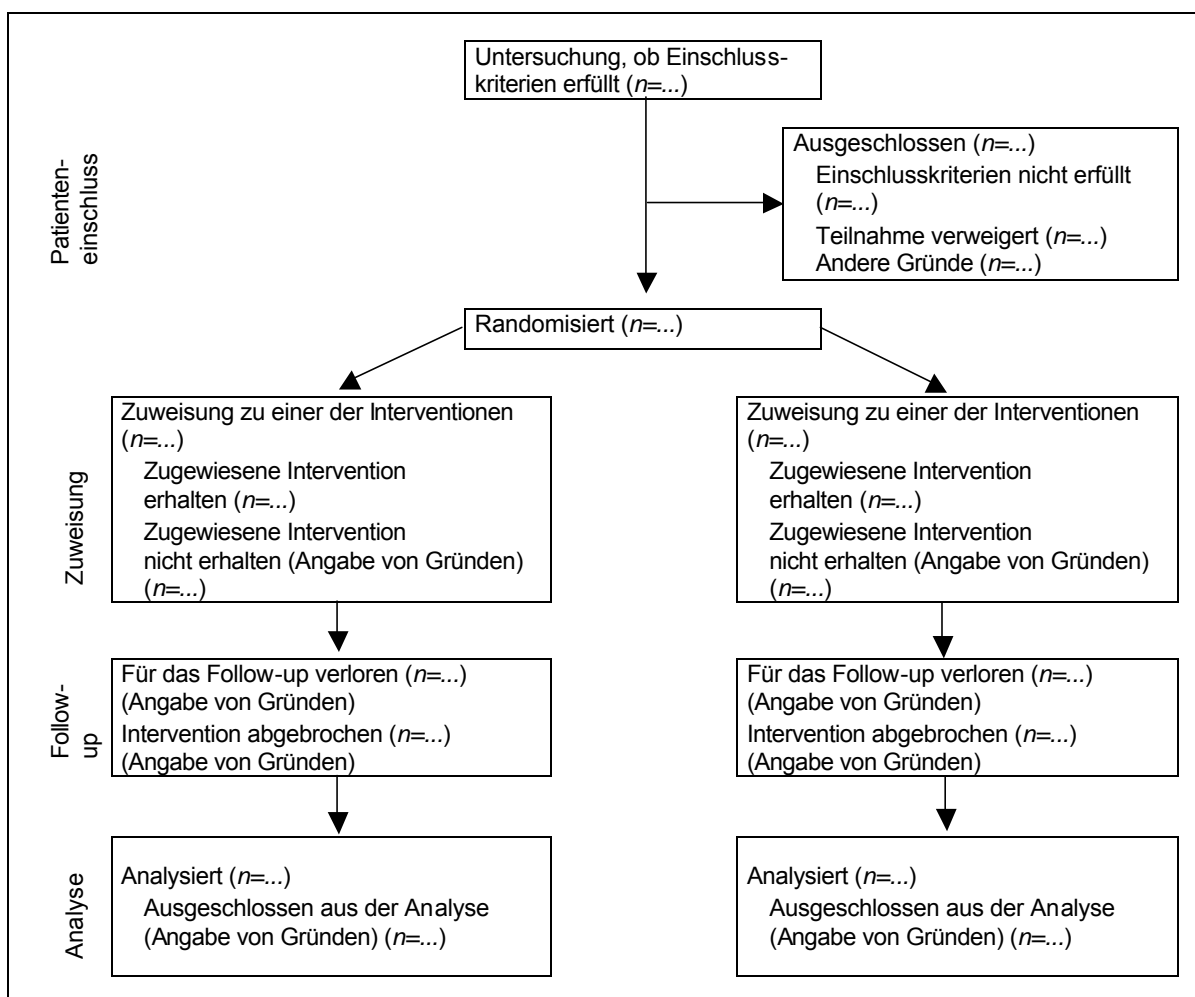 Untersuchung, ob Einschluss-
kriterien erfüllt (n=...)
Patienten-
einschluss
Ausgeschlossen (n=...)
Einschlusskriterien nicht erfüllt
(n=...)
Teilnahme verweigert (n=...)
Andere Gründe (n=...)
Randomisiert (n=...)
Zuweisung
Zuweisung zu einer der Interventionen
(n=...)
Zugewiesene Intervention
erhalten (n=...)
Zugewiesene Intervention
nicht erhalten (Angabe von Gründen)
(n=...)
Zuweisung zu einer der Interventionen
(n=...)
Zugewiesene Intervention
erhalten (n=...)
Zugewiesene Intervention
nicht erhalten (Angabe von Gründen)
(n=...)
Follow-
up
Für das Follow-up verloren (n=...)
(Angabe von Gründen)
Intervention abgebrochen (n=...)
(Angabe von Gründen)
Für das Follow-up verloren (n=...)
(Angabe von Gründen)
Intervention abgebrochen (n=...)
(Angabe von Gründen)
Analyse
Analysiert (n=...)
Ausgeschlossen aus der Analyse
(Angabe von Gründen) (n=...)
Analysiert (n=...)
Ausgeschlossen aus der Analyse
(Angabe von Gründen) (n=...)